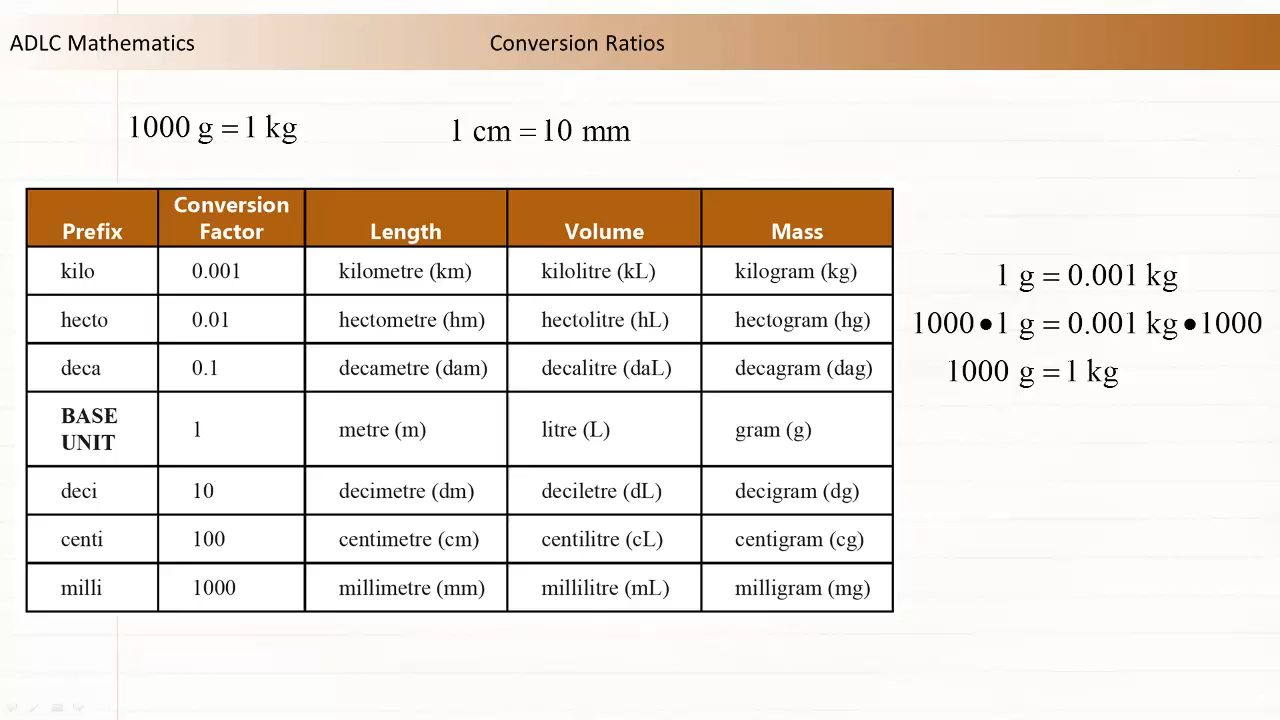 ADLC Mathematics Conversion Ratios
1000 g = 1 kg 1 cm = 10 mm
Prefix Conversion Factor Length Volume Mass
kilo 0.001 kilometre (km) kilolitre (kL) kilogram (kg)
hecto 0.01 hectometre (hm) hectolitre (hL) hectogram (hg)
deca 0.1 decametre (dam) decalitre (daL) decagram (dag)
BASE UNIT 1 metre (m) litre (L) gram (g)
deci 10 decimetre (dm) deciletre (dL) decigram (dg)
centi 100 centimetre (cm) centilitre (cL) centigram (cg)
milli 1000 millimetre (mm) millilitre (mL) milligram (mg)
1 g = 0.001 kg
1000•1 g = 0.001 kg•1000
1000 g = 1 kg